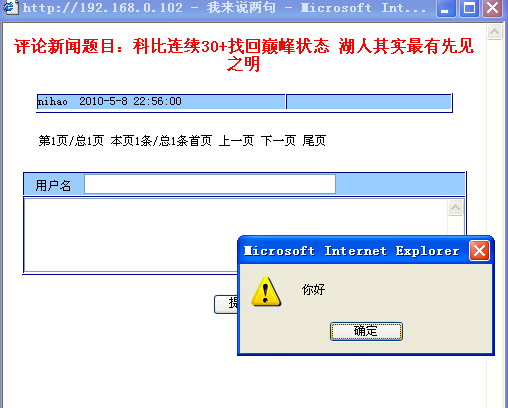 http://192.168.0.102 - 我来说两句 - Microsoft Int...
评论新闻题目：科比连续30+找回巅峰状态 湖人其实最有先见
之明
nihao 2010-5-8 22:56:00
第1页/总1页 本页1条/总1条首页 上一页 下一页 尾页
用户名
Microsoft Internet Explorer
你好
提
确定